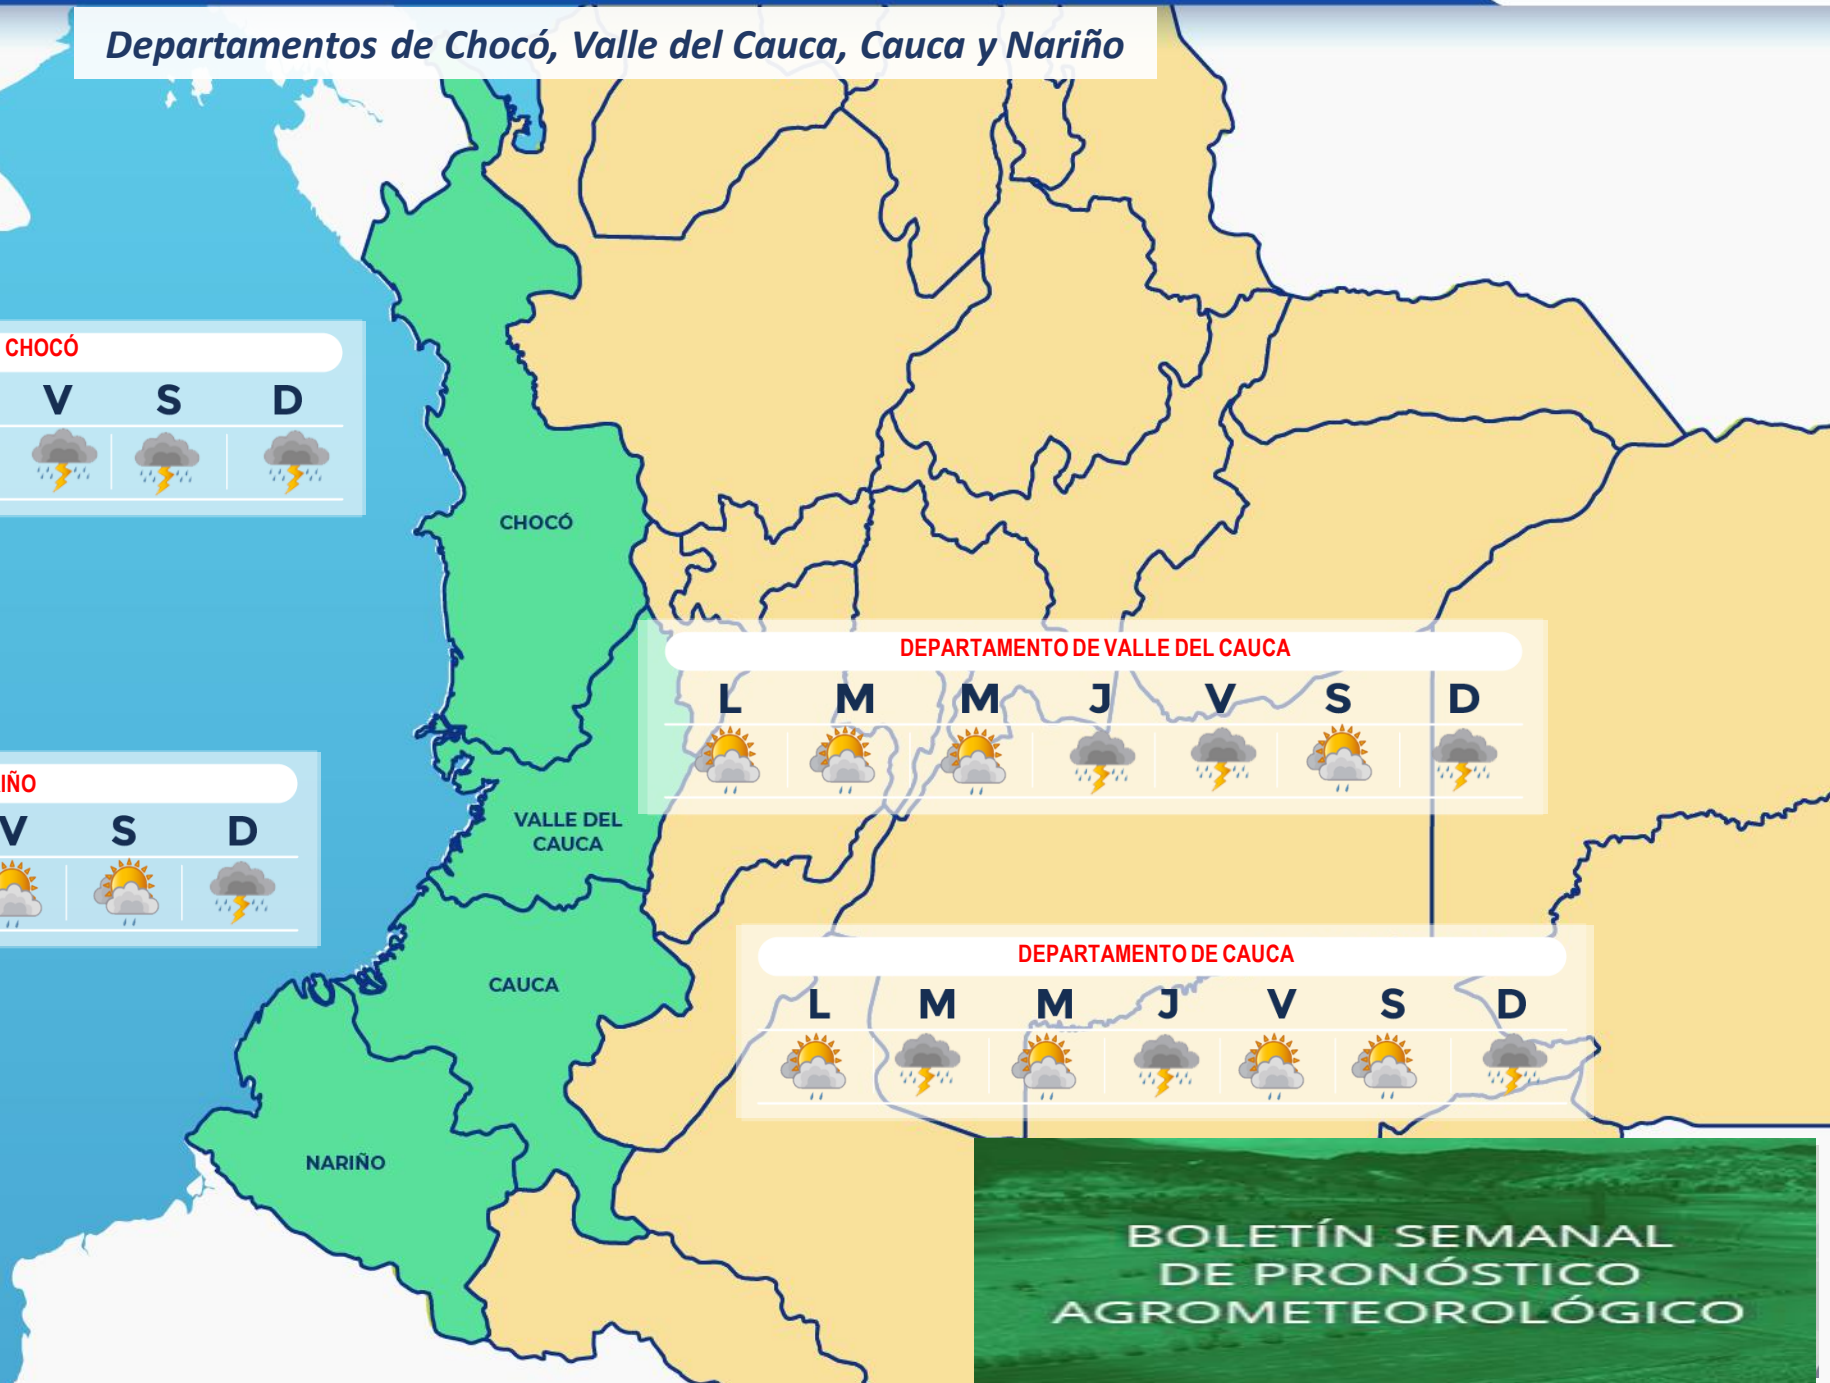 Departamentos de Chocó, Valle del Cauca, Cauca y Nariño
CHOCÓ
V S D
CHOCÓ
DEPARTAMENTO DE VALLE DEL CAUCA
L M M J V S D
IÑO
V S D
VALLE DEL
CAUCA
DEPARTAMENTO DE CAUCA
L M M J V S D
CAUCA
NARIÑO
BOLETÍN SEMANAL
DE PRONÓSTICO
AGROMETEOROLÓGICO